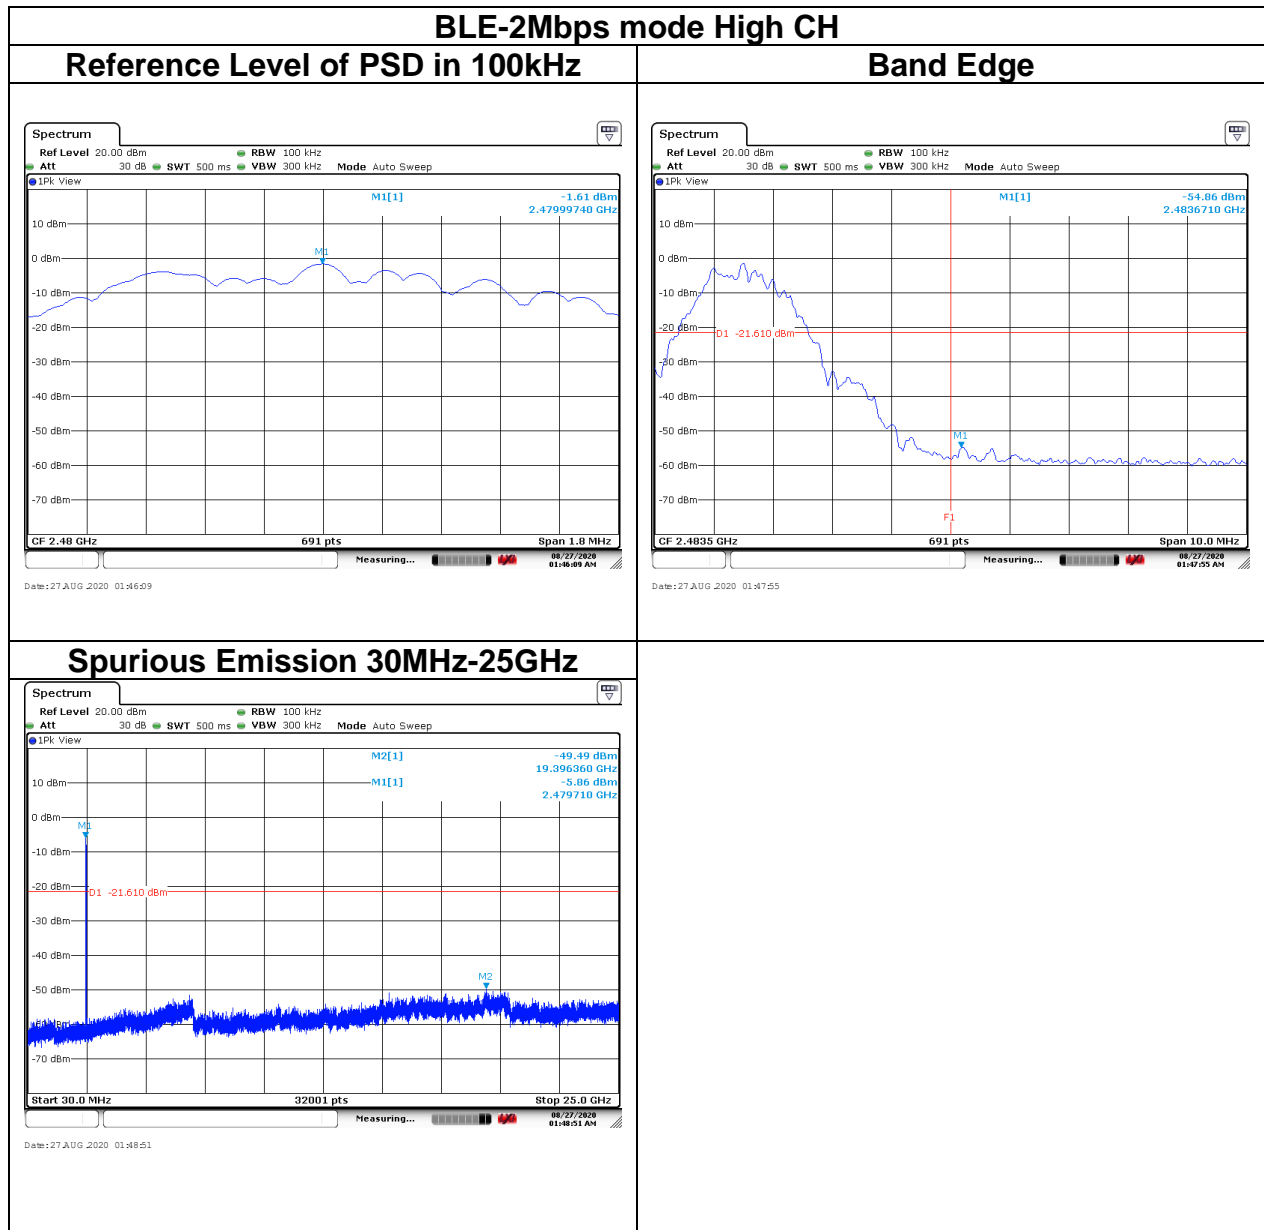 BLE-2Mbps mode High CH
Reference Level of PSD in 100kHz
Band Edge
Spectrum
Ref Level 20.00 dBm RBW 100 kHz
Att 30 dB SWT 500 ms VBW 300 kHz Mode Auto Sweep
1Pk View
M1[1] -1.61 dBm
2.47999740 GHz
10 dBm
M1
0 dBm
-10 dBm
-20 dBm
-30 dBm
-40 dBm
-50 dBm
-60 dBm
-70 dBm
CF 2.48 GHz 691 pts Span 1.8 MHz
Measuring... 08/27/2020
01:46:09 AM
Date: 27.AUG.2020 01:46:09
Spectrum
Ref Level 20.00 dBm RBW 100 kHz
Att 30 dB SWT 500 ms VBW 300 kHz Mode Auto Sweep
1Pk View
M1[1] -54.86 dBm
2.4836710 GHz
10 dBm
0 dBm
-10 dBm
-20 dBm
D1 -21.610 dBm
-30 dBm
-40 dBm
-50 dBm
M1
-60 dBm
-70 dBm
F1
CF 2.4835 GHz 691 pts Span 10.0 MHz
Measuring... 08/27/2020
01:47:55 AM
Date: 27.AUG.2020 01:47:55
Spurious Emission 30MHz-25GHz
Spectrum
Ref Level 20.00 dBm RBW 100 kHz
Att 30 dB SWT 500 ms VBW 300 kHz Mode Auto Sweep
1Pk View
M2[1] -49.49 dBm
19.396360 GHz
10 dBm M1[1] -5.86 dBm
2.479710 GHz
0 dBm
M1
-10 dBm
-20 dBm
D1 -21.610 dBm
-30 dBm
-40 dBm
M2
-50 dBm
-70 dBm
Start 30.0 MHz 32001 pts Stop 25.0 GHz
Measuring... 08/27/2020
01:48:51 AM
Date: 27.AUG.2020 01:48:51